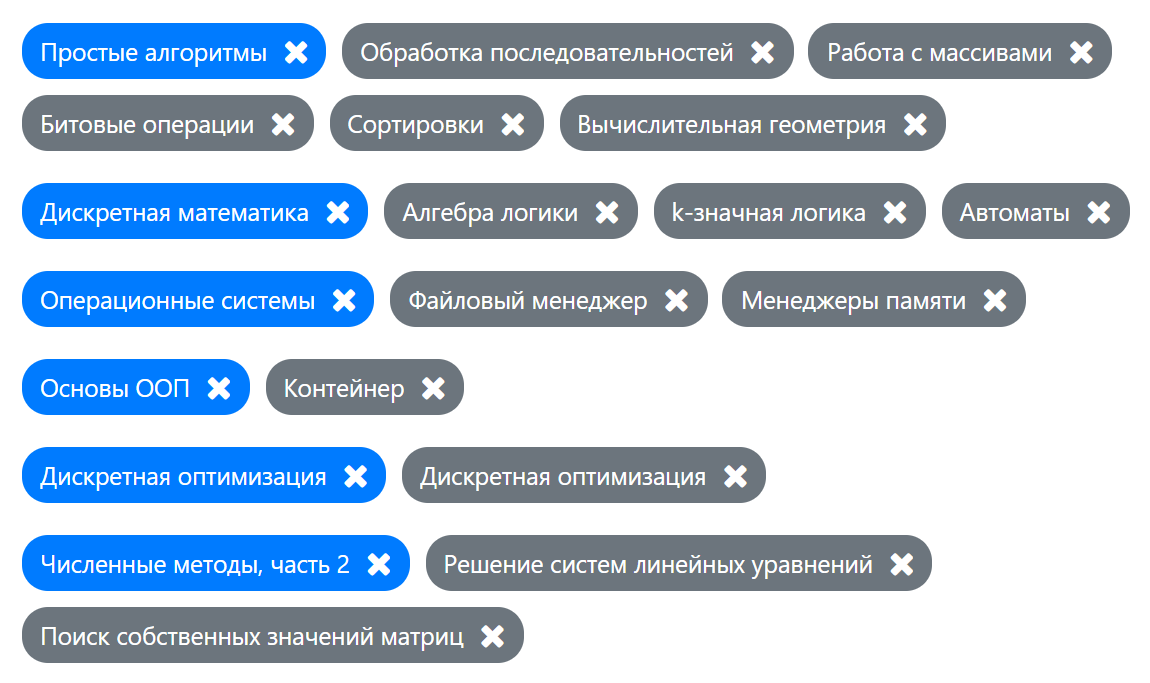 Простые алгоритмы ✖ Обработка последовательностей ✖ Работа с массивами ✖
Битовые операции ✖ Сортировки ✖ Вычислительная геометрия ✖
Дискретная математика ✖ Алгебра логики ✖ k-значная логика ✖ Автоматы ✖
Операционные системы ✖ Файловый менеджер ✖ Менеджеры памяти ✖
Основы ООП ✖ Контейнер ✖
Дискретная оптимизация ✖ Дискретная оптимизация ✖
Численные методы, часть 2 ✖ Решение систем линейных уравнений ✖
Поиск собственных значений матриц ✖